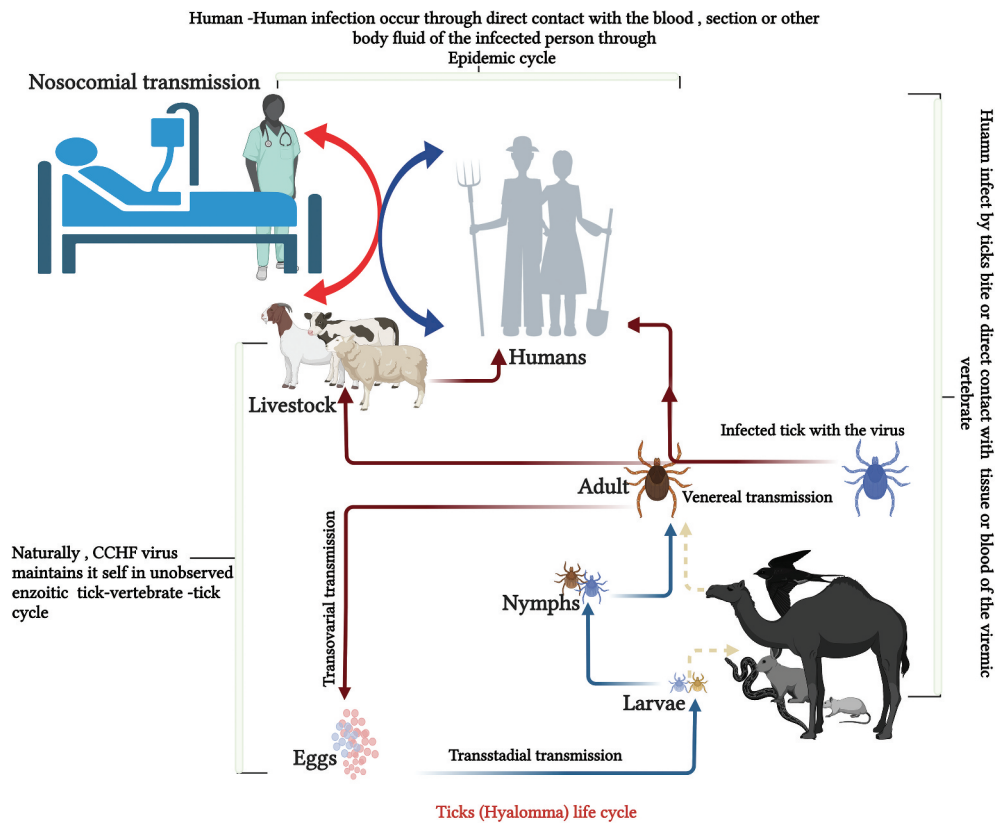 Human -Human infection occur through direct contact with the blood , section or other
body fluid of the infcected person through
Epidemic cycle
Nosocomial transmission
Huamn infect by ticks bite or direct contact with tissue or blood of the viremic
vertebrate
Humans
Livestock
Infected tick with the virus
Adult
Venereal transmission
Transovarial transmission
Naturally , CCHF virus
maintains it self in unobserved
enzoitic tick-vertebrate -tick
cycle
Nymphs
Larvae
Eggs
Transstadial transmission
Ticks (Hyalomma) life cycle